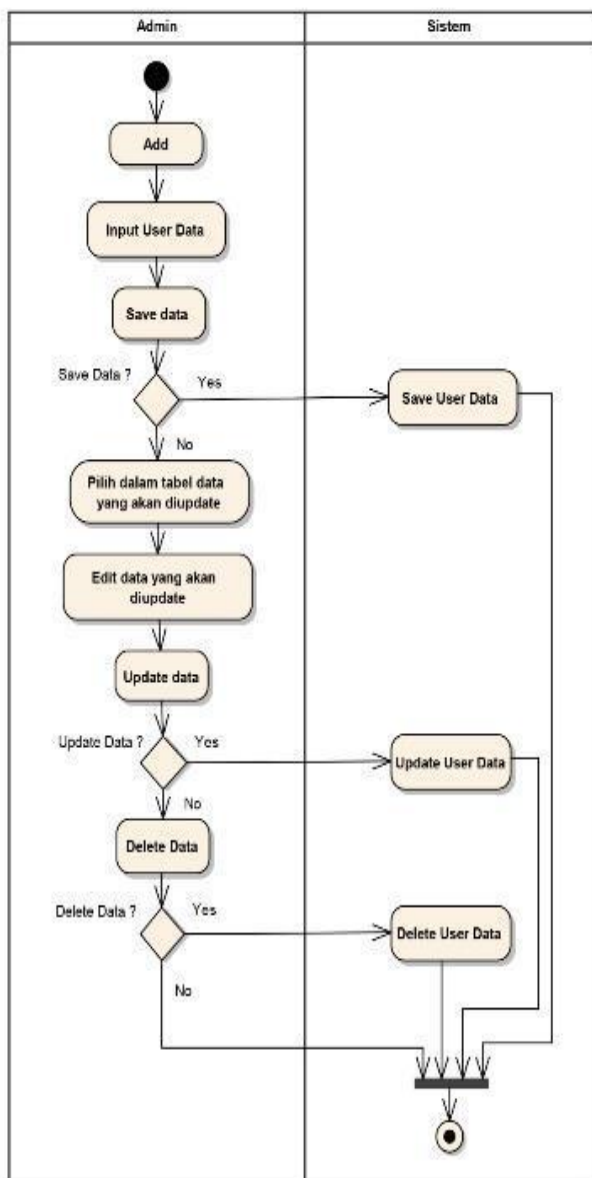 Admin
Sistem
Add
Input User Data
Save data
Save Data ?
Yes
Save User Data
No
Pilih dalam tabel data
yang akan diupdate
Edit data yang akan
diupdate
Update data
Update Data ?
Yes
Update User Data
No
Delete Data
Delete Data ?
Yes
Delete User Data
No